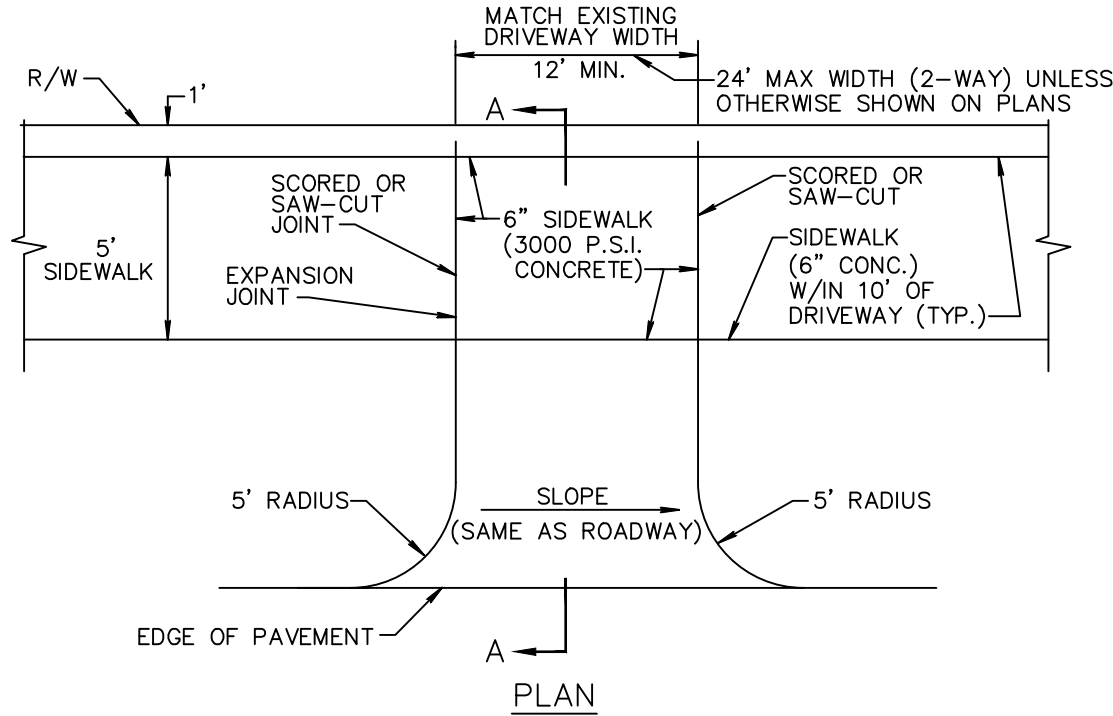 MATCH EXISTING
DRIVEWAY WIDTH
12' MIN.
24' MAX WIDTH (2-WAY) UNLESS
OTHERWISE SHOWN ON PLANS
R/W
1'
A
SCORED OR
SAW-CUT
JOINT
6" SIDEWALK
(3000 P.S.I.
CONCRETE)
SCORED OR
SAW-CUT
5'
SIDEWALK
EXPANSION
JOINT
SIDEWALK
(6" CONC.)
W/IN 10' OF
DRIVEWAY (TYP.)
5' RADIUS
SLOPE
(SAME AS ROADWAY)
5' RADIUS
EDGE OF PAVEMENT
A
PLAN